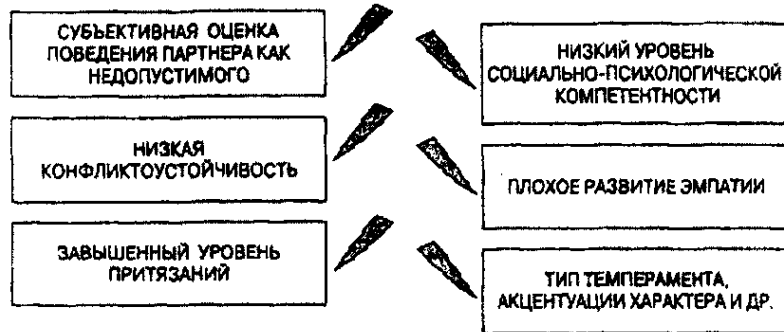 СУБЪЕКТИВНАЯ ОЦЕНКА
ПОВЕДЕНИЯ ПАРТНЕРА КАК
НЕДОПУСТИМОГО
НИЗКАЯ
КОНФЛИКТОУСТОЙЧИВОСТЬ
ЗАВЫШЕННЫЙ УРОВЕНЬ
ПРИТЯЗАНИЙ
НИЗКИЙ УРОВЕНЬ
СОЦИАЛЬНО-ПСИХОЛОГИЧЕСКОЙ
КОМПЕТЕНТНОСТИ
ПЛОХОЕ РАЗВИТИЕ ЭМПАТИИ
ТИП ТЕМПЕРАМЕНТА,
АКЦЕНТУАЦИИ ХАРАКТЕРА И ДР.